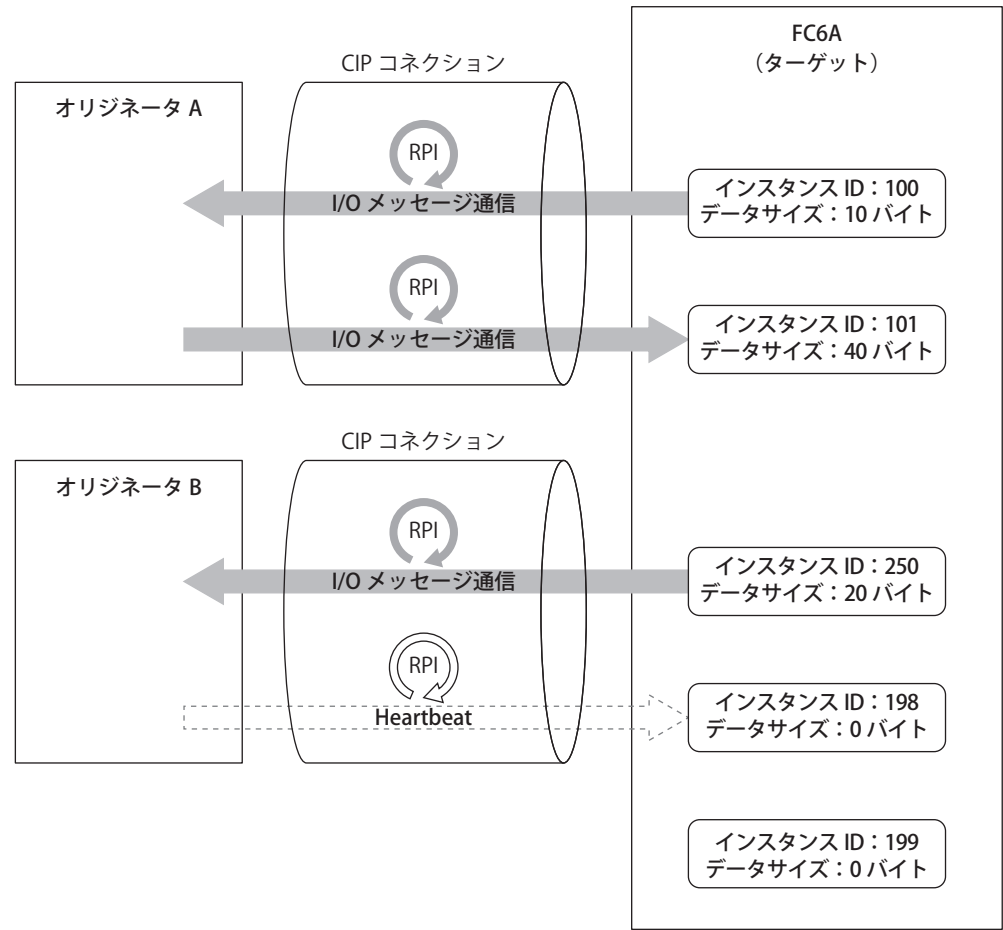 FC6A
（ターゲット）
CIP コネクション
オリジネータ A
RPI
I/O メッセージ通信
インスタンス ID：100
データサイズ：10 バイト
RPI
I/O メッセージ通信
インスタンス ID：101
データサイズ：40 バイト
CIP コネクション
オリジネータ B
RPI
I/O メッセージ通信
インスタンス ID：250
データサイズ：20 バイト
RPI
Heartbeat
インスタンス ID：198
データサイズ：0 バイト
インスタンス ID：199
データサイズ：0 バイト